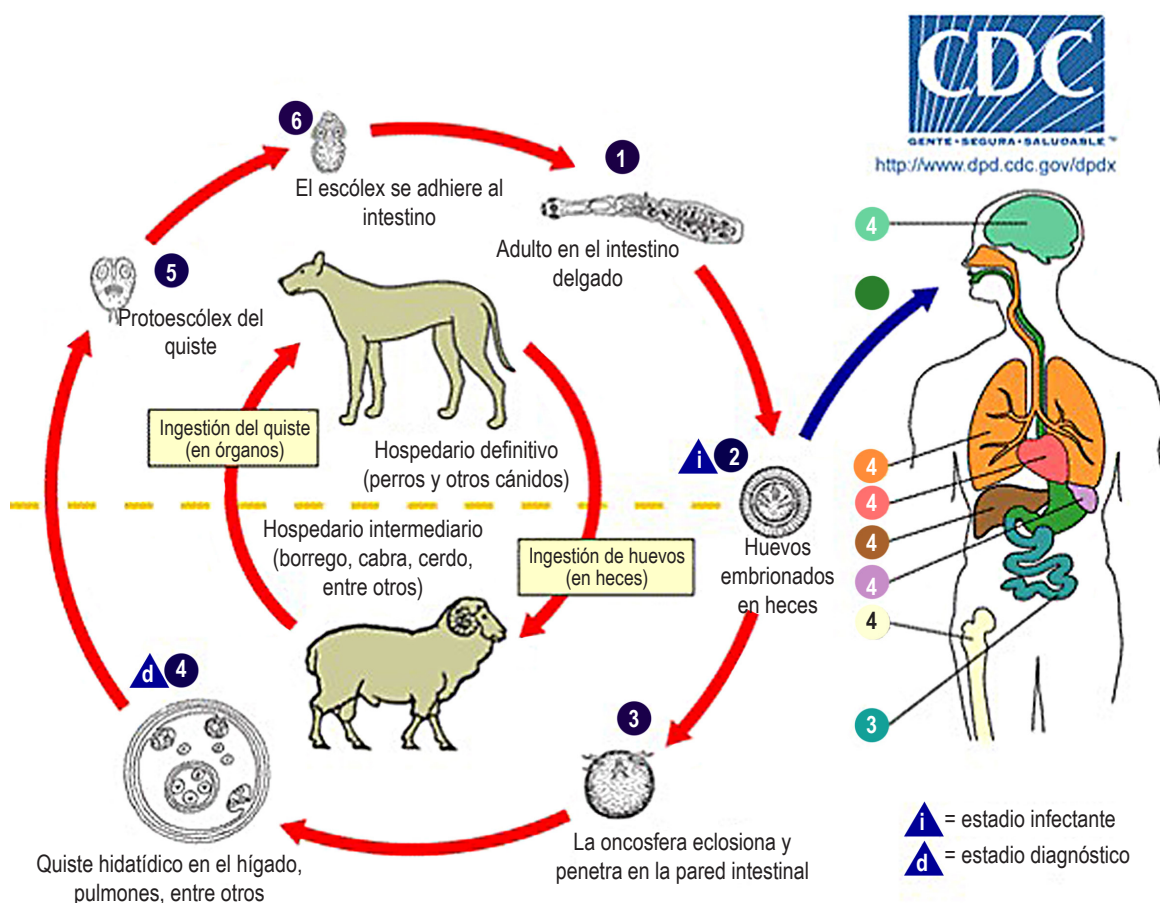 CDC
GENTE•SEGURA•SALUDABLE™
http://www.dpd.cdc.gov/dpdx
6
El escólex se adhiere al
intestino
1
Adulto en el intestino
delgado
5
Protoescólex del
quiste
Ingestión del quiste
(en órganos)
Hospedario definitivo
(perros y otros cánidos)
i 2
Huevos
embrionados
en heces
Hospedario intermediario
(borrego, cabra, cerdo,
entre otros)
Ingestión de huevos
(en heces)
d 4
Quiste hidatídico en el hígado,
pulmones, entre otros
3
La oncosfera eclosiona y
penetra en la pared intestinal
4
4
4
4
4
4
3
i = estadio infectante
d = estadio diagnóstico